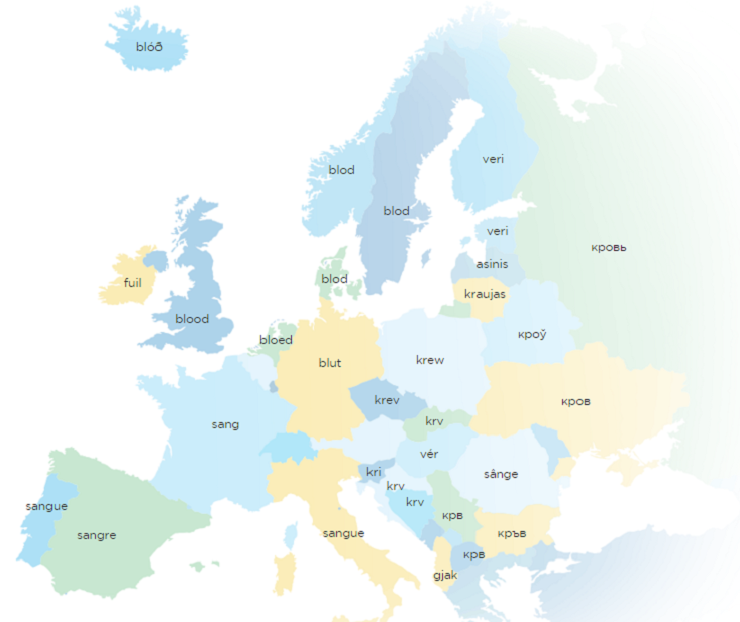 blóð
blod
veri
blod
veri
кровь
asinis
fuil
blod
kraujas
blood
bloed
кроў
blut
krew
krev
кров
krv
sang
vér
kri
sânge
krv
krv
sangue
крв
sangre
sangue
кръв
крв
gjak